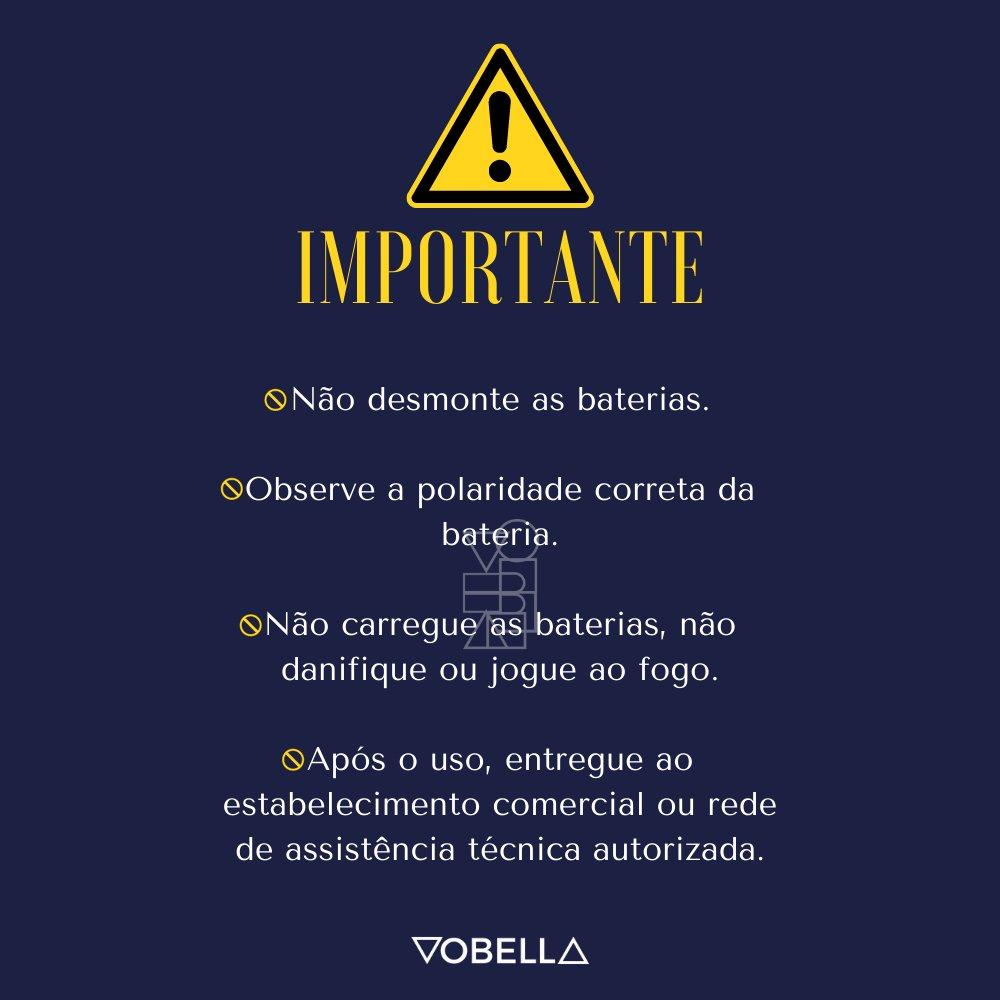 IMPORTANTE
Não desmonte as baterias.
Observe a polaridade correta da
bateria.
Não carregue as baterias, não
danifique ou jogue ao fogo.
Após o uso, entregue ao
estabelecimento comercial ou rede
de assistência técnica autorizada.
VOBELLA